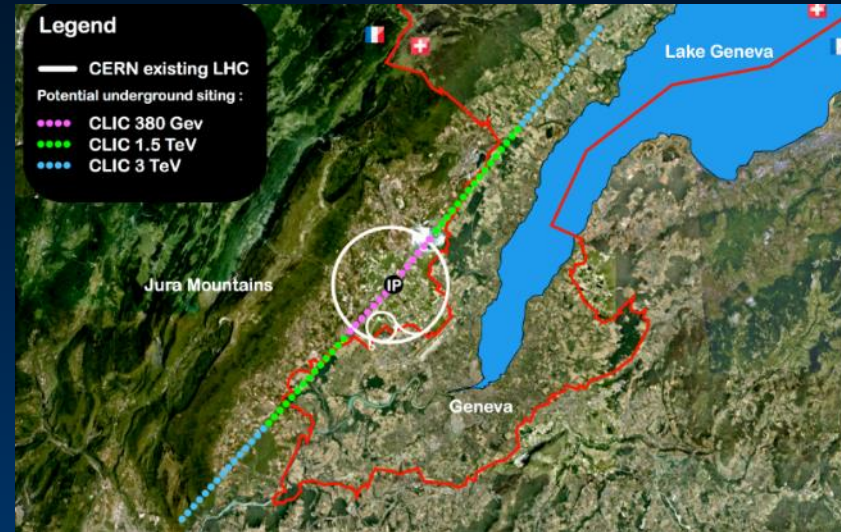 Legend
CERN existing LHC
Potential underground siting :
CLIC 380 Gev
CLIC 1.5 TeV
CLIC 3 TeV
Lake Geneva
Jura Mountains
IP
Geneva